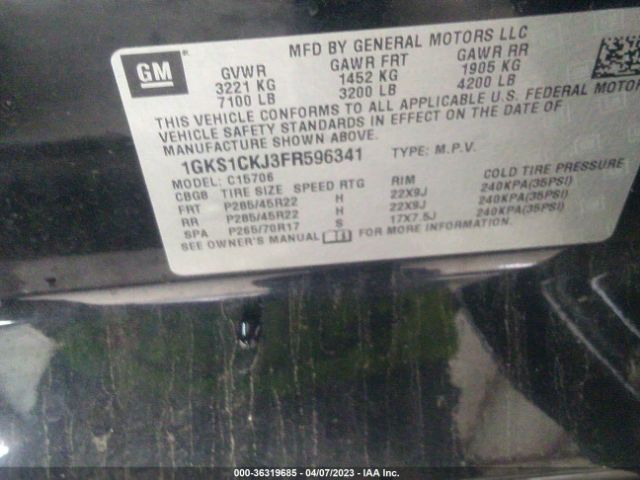 MFD BY GENERAL MOTORS LLC
GM
GVWR GAWR FRT GAWR RR
3221 KG 1452 KG 1905 KG
7100 LB 3200 LB 4200 LB
THIS VEHICLE CONFORMS TO ALL APPLICABLE U.S. FEDERAL MOTOR
VEHICLE SAFETY STANDARDS IN EFFECT ON THE DATE OF
MANUFACTURE SHOWN ABOVE.
1GKS1CKJ3FR596341 TYPE: M.P.V.
MODEL: C15706
CBGB TIRE SIZE SPEED RTG RIM COLD TIRE PRESSURE
FRT P285/45R22 H 22X9J 240KPA(35PSI)
RR P285/45R22 H 22X9J 240KPA(35PSI)
SPA P265/70R17 S 17X7.5J 240KPA(35PSI)
SEE OWNER'S MANUAL FOR MORE INFORMATION.
000-36319685 - 04/07/2023 - IAA Inc.